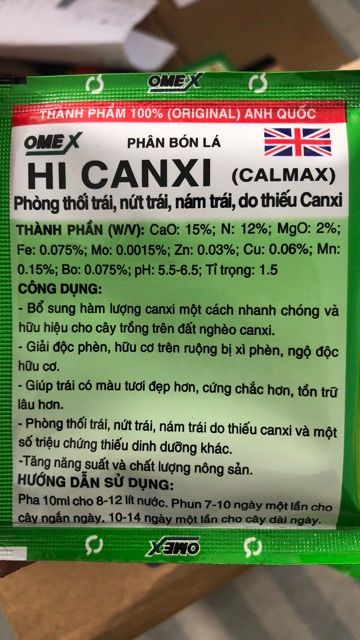 OMEX
THÀNH PHẨM 100% (ORIGINAL) ANH QUỐC
OMEX
PHÂN BÓN LÁ
HI CANXI (CALMAX)
Phòng thối trái, nứt trái, nám trái, do thiếu Canxi
THÀNH PHẦN (W/V): CaO: 15%; N: 12%; MgO: 2%;
Fe: 0.075%; Mo: 0.0015%; Zn: 0.03%; Cu: 0.06%; Mn:
0.15%; Bo: 0.075%; pH: 5.5-6.5; Tỉ trọng: 1.5
CÔNG DỤNG:
- Bổ sung hàm lượng canxi một cách nhanh chóng và
hữu hiệu cho cây trồng trên đất nghèo canxi.
- Giải độc phèn, hữu cơ trên ruộng bị xì phèn, ngộ độc
hữu cơ.
- Giúp trái có màu tươi đẹp hơn, cứng chắc hơn, tồn trữ
lâu hơn.
- Phòng thối trái, nứt trái, nám trái do thiếu canxi và một
số triệu chứng thiếu dinh dưỡng khác.
-Tăng năng suất và chất lượng nông sản.
HƯỚNG DẪN SỬ DỤNG:
Pha 10ml cho 8-12 lít nước. Phun 7-10 ngày một lần cho
cây ngắn ngày, 10-14 ngày một lần cho cây dài ngày.
OMEX